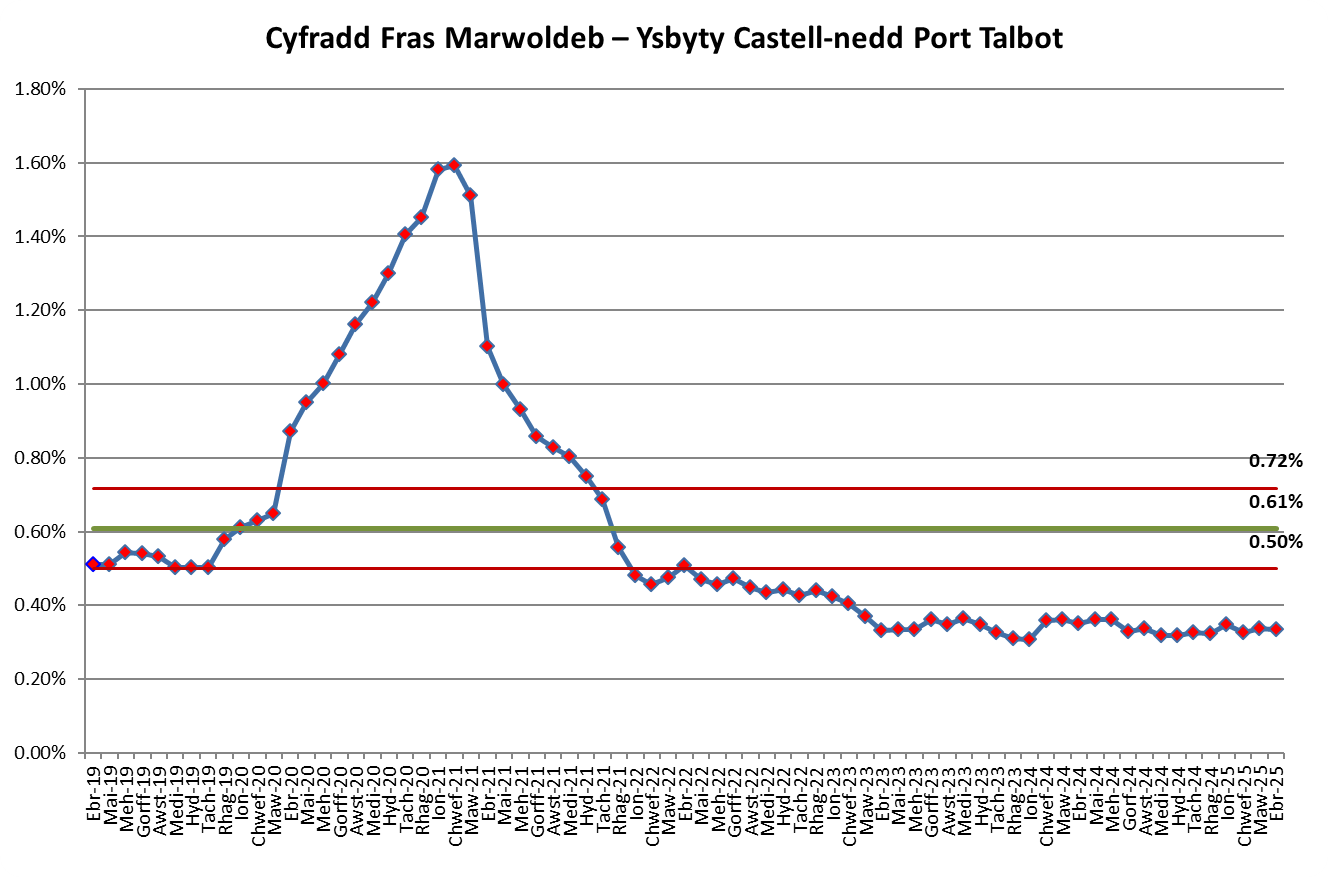 Cyfradd Fras Marwoldeb – Ysbyty Castell-nedd Port Talbot
1.80%
1.60%
1.40%
1.20%
1.00%
0.80%
0.60%
0.40%
0.20%
0.00%
0.72%
0.61%
0.50%
Ebr-19
Mai-19
Meh-19
Gorff-19
Awst-19
Medi-19
Hyd-19
Tach-19
Rhag-19
Ion-20
Chwef-20
Maw-20
Ebr-20
Mai-20
Meh-20
Gorff-20
Awst-20
Medi-20
Hyd-20
Tach-20
Rhag-20
Ion-21
Chwef-21
Maw-21
Ebr-21
Mai-21
Meh-21
Gorff-21
Awst-21
Medi-21
Hyd-21
Tach-21
Rhag-21
Ion-22
Chwef-22
Maw-22
Ebr-22
Mai-22
Meh-22
Gorff-22
Awst-22
Medi-22
Hyd-22
Tach-22
Rhag-22
Ion-23
Chwef-23
Maw-23
Ebr-23
Mai-23
Meh-23
Gorff-23
Awst-23
Medi-23
Hyd-23
Tach-23
Rhag-23
Ion-24
Chwef-24
Maw-24
Ebr-24
Mai-24
Meh-24
Gorf-24
Awst-24
Medi-24
Hyd-24
Tach-24
Rhag-24
Ion-25
Chwef-25
Maw-25
Ebr-25